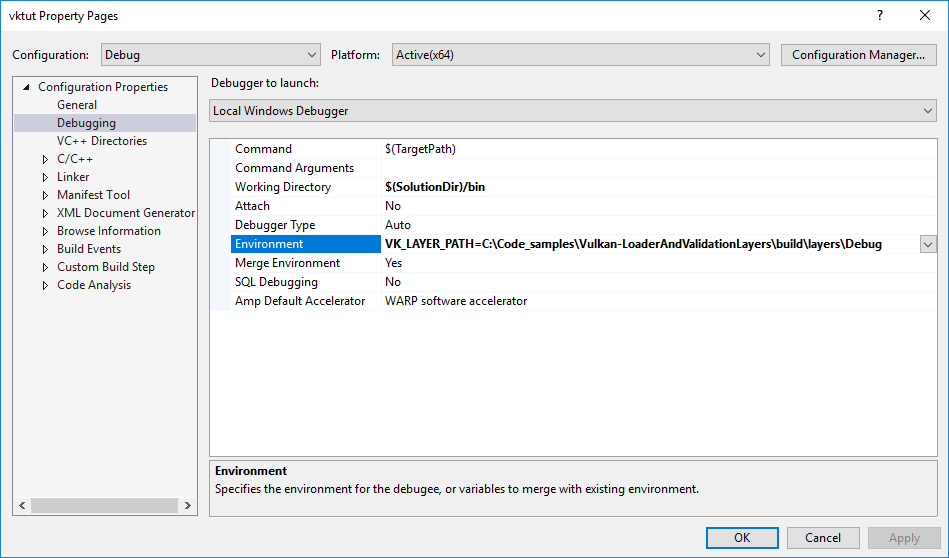 vktut Property Pages
?
Configuration: Debug Platform: Active(x64) Configuration Manager...
Configuration Properties
General
Debugging
VC++ Directories
C/C++
Linker
Manifest Tool
XML Document Generator
Browse Information
Build Events
Custom Build Step
Code Analysis
Debugger to launch:
Local Windows Debugger
Command $(TargetPath)
Command Arguments
Working Directory $(SolutionDir)/bin
Attach No
Debugger Type Auto
Environment VK_LAYER_PATH=C:\Code_samples\Vulkan-LoaderAndValidationLayers\build\layers\Debug
Merge Environment Yes
SQL Debugging No
Amp Default Accelerator WARP software accelerator
Environment
Specifies the environment for the debugee, or variables to merge with existing environment.
OK Cancel Apply